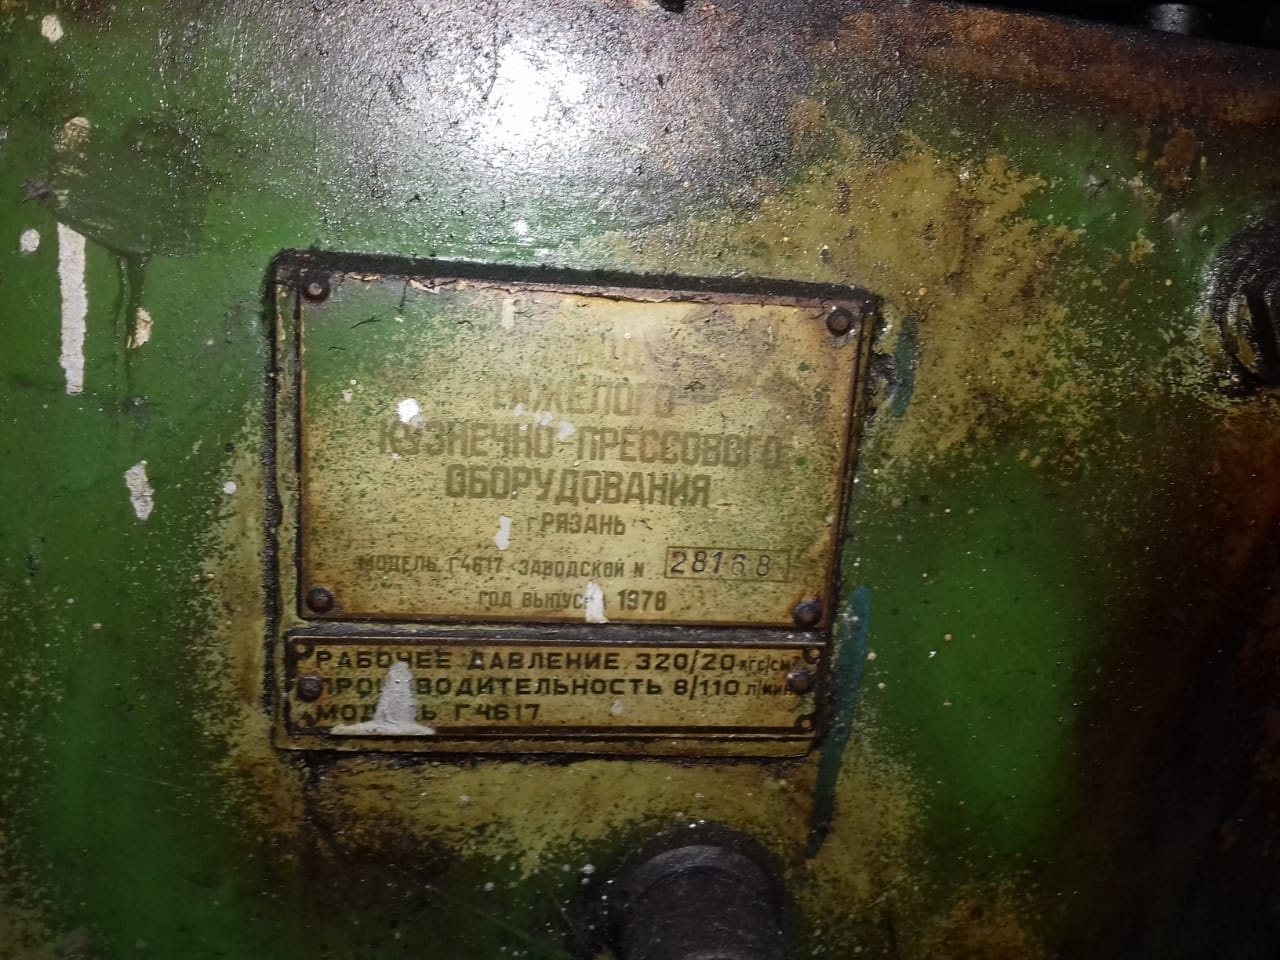 ТЯЖЕЛОГО
КУЗНЕЧНО-ПРЕССОВОГО
ОБОРУДОВАНИЯ
г РЯЗАНЬ
МОДЕЛЬ Г4617 ЗАВОДСКОЙ N 28168
ГОД ВЫПУСКА 1978
РАБОЧЕЕ ДАВЛЕНИЕ 320/20 кгс/см²
ПРОИЗВОДИТЕЛЬНОСТЬ 8/110 л/мин
МОДЕЛЬ Г4617